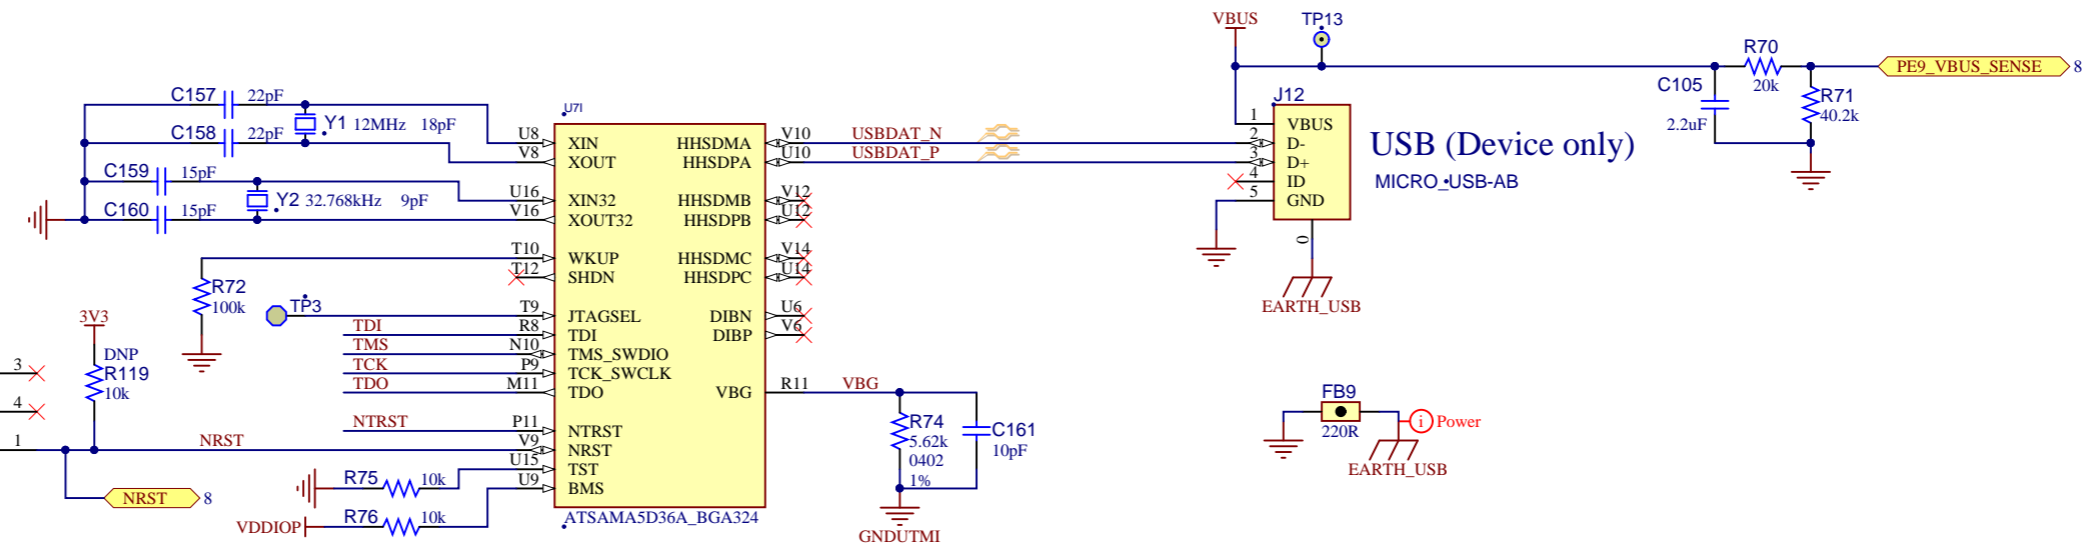 VBUS
TP13
R70
20k
PE9_VBUS_SENSE 8
C105
2.2uF
R71
40.2k
C157 22pF
Y1 12MHz 18pF
C158 22pF
C159 15pF
Y2 32.768kHz 9pF
C160 15pF
U7I
U8 XIN
V8 XOUT
U16 XIN32
V16 XOUT32
T10 WKUP
T12 SHDN
T9 JTAGSEL
TDI R8 TDI
TMS N10 TMS_SWDIO
TCK P9 TCK_SWCLK
TDO M11 TDO
NTRST P11 NTRST
NRST V9 NRST
U15 TST
U9 BMS
HHSDMA V10 USBDAT_N
HHSDPA U10 USBDAT_P
HHSDMB V12
HHSDPB U12
HHSDMC V14
HHSDPC U14
DIBN U6
DIBP V6
VBG R11 VBG
ATSAMA5D36A_BGA324
R72
100k
TP3
3V3
DNP
R119
10k
3
4
1
NRST 8
R75 10k
VDDIOP R76 10k
R74
5.62k
0402
1%
C161
10pF
GNDUTMI
J12
1 VBUS
2 D-
3 D+
4 ID
5 GND
0
USB (Device only)
MICRO_USB-AB
EARTH_USB
FB9
220R
i Power
EARTH_USB